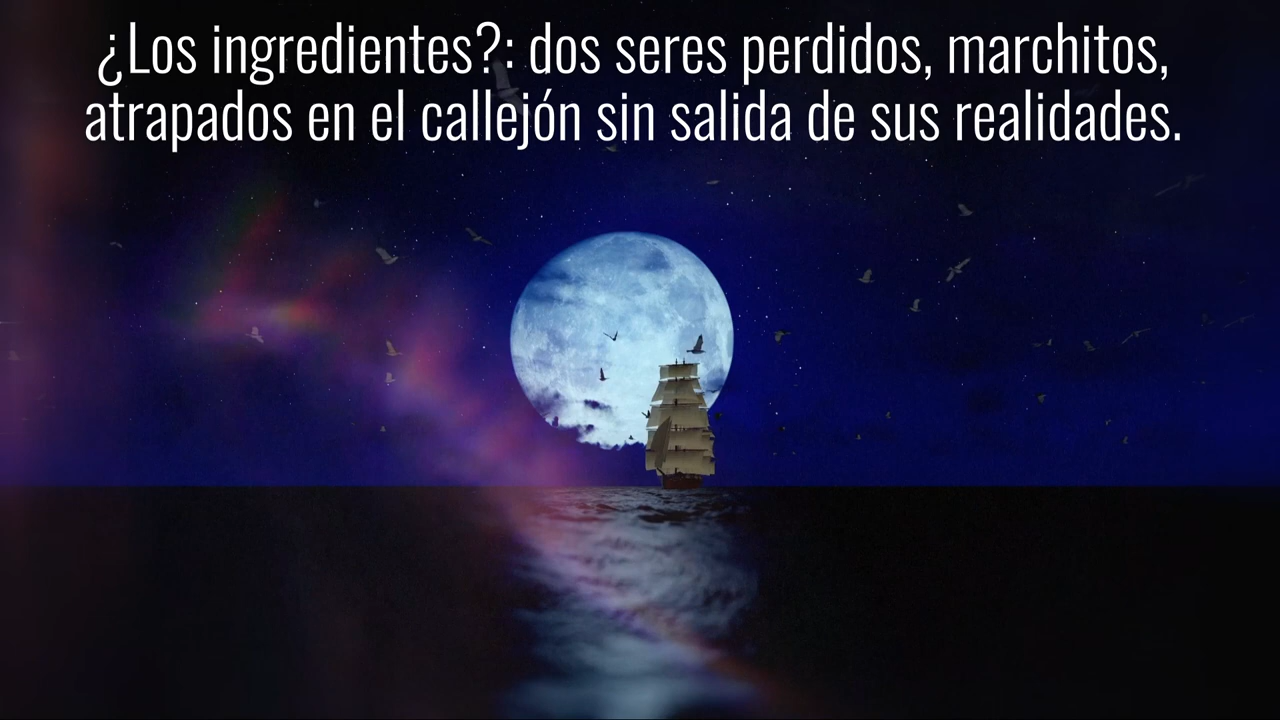 ¿Los ingredientes?: dos seres perdidos, marchitos,
atrapados en el callejón sin salida de sus realidades.